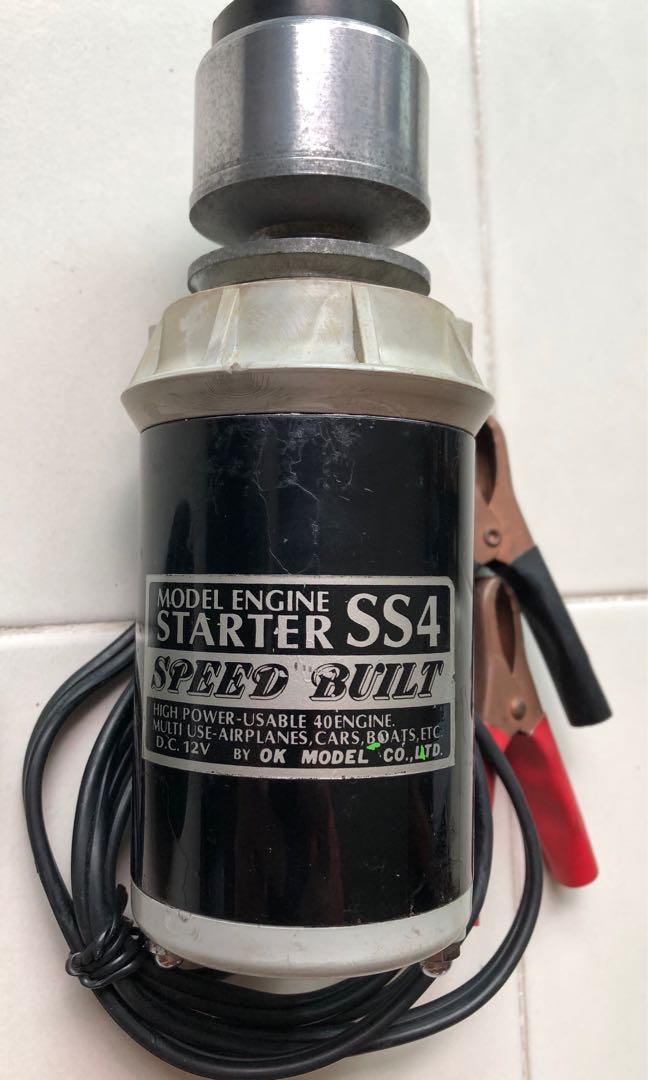 MODEL ENGINE
STARTER SS4
SPEED BUILT
HIGH POWER-USABLE 40ENGINE.
MULTI USE-AIRPLANES,CARS,BOATS,ETC
D.C. 12V BY OK MODEL CO.,LTD.